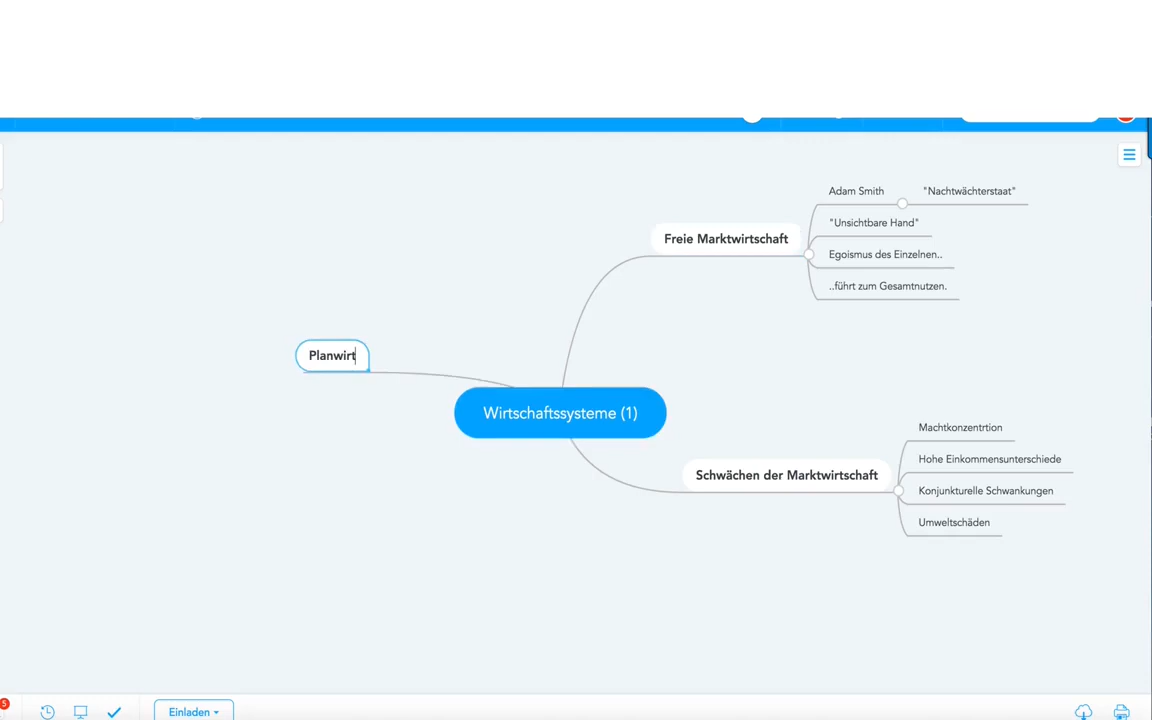 Adam Smith
"Nachtwächterstaat"
Freie Marktwirtschaft
"Unsichtbare Hand"
Egoismus des Einzelnen..
..führt zum Gesamtnutzen.
Planwirt
Wirtschaftssysteme (1)
Schwächen der Marktwirtschaft
Machtkonzentrtion
Hohe Einkommensunterschiede
Konjunkturelle Schwankungen
Umweltschäden
5
Einladen